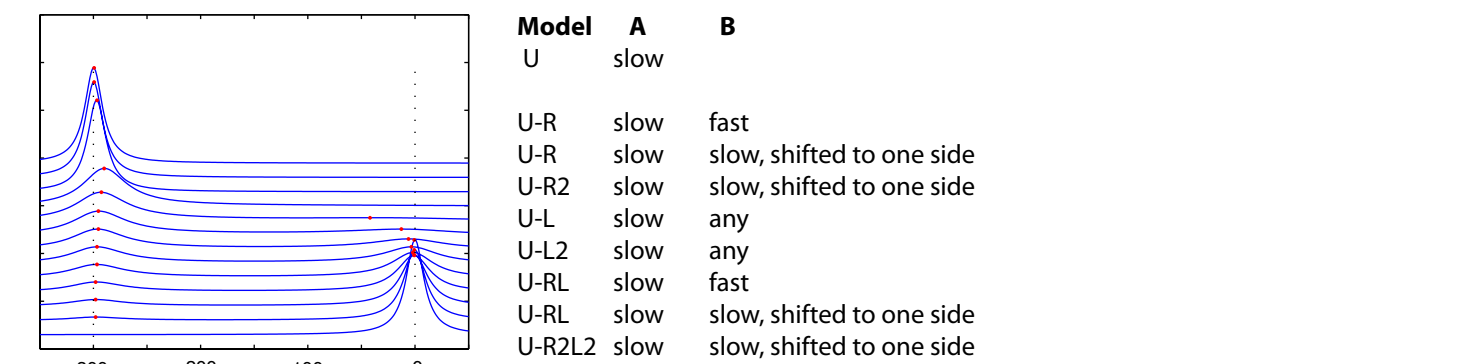 Model A B
U slow
U-R slow fast
U-R slow slow, shifted to one side
U-R2 slow slow, shifted to one side
U-L slow any
U-L2 slow any
U-RL slow fast
U-RL slow slow, shifted to one side
U-R2L2 slow slow, shifted to one side